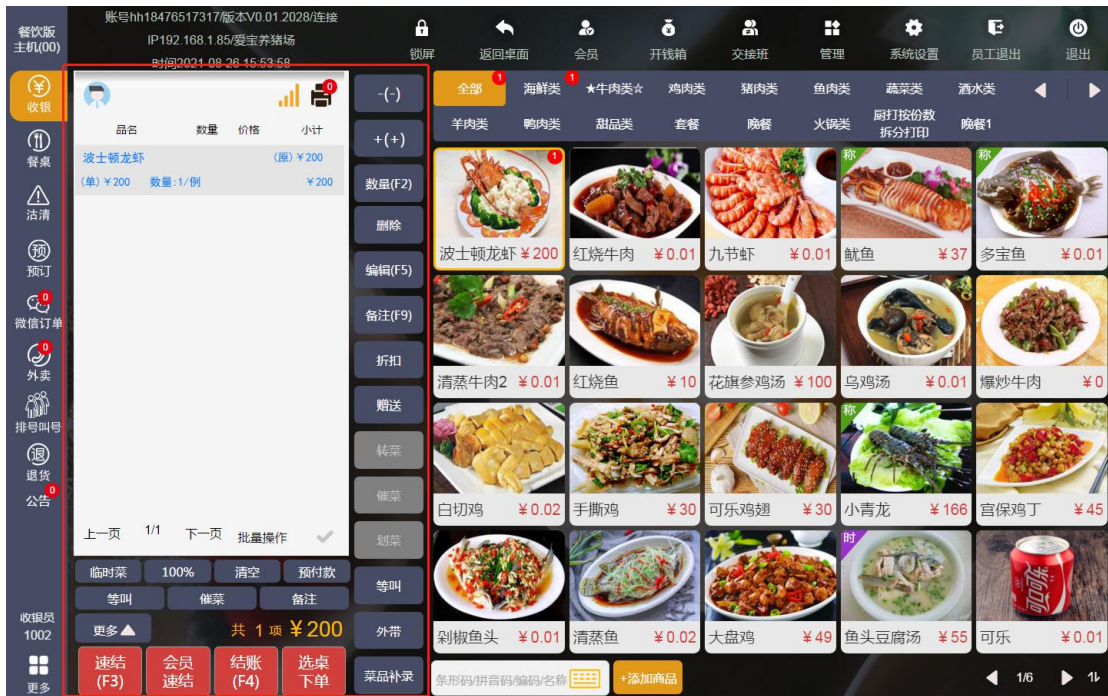 餐饮版
主机(00)
账号hh18476517317/版本V0.01.2028/连接
IP192.168.1.85/爱宝养猪场
时间2021-08-26 15:53:58
锁屏
返回桌面
会员
开钱箱
交接班
管理
系统设置
员工退出
退出
收银
餐桌
沽清
预
预订
0
微信订单
0
外卖
排号叫号
退
退货
0
公告
收银员
1002
更多
0
品名 数量 价格 小计
波士顿龙虾 (原)¥200
(单)¥200 数量:1/例 ¥200
上一页 1/1 下一页 批量操作
临时菜 100% 清空 预付款
等叫 催菜 备注
更多 共 1 项 ¥200
速结
(F3)
会员
速结
结账
(F4)
选桌
下单
-(-)
+(+)
数量(F2)
删除
编辑(F5)
备注(F9)
折扣
赠送
转菜
催菜
划菜
等叫
外带
菜品补录
全部 1 海鲜类 1 ★牛肉类☆ 鸡肉类 猪肉类 鱼肉类 蔬菜类 酒水类
羊肉类 鸭肉类 甜品类 套餐 晚餐 火锅类 厨打按份数
拆分打印 晚餐1
1
称
称
波士顿龙虾 ¥200 红烧牛肉 ¥0.01 九节虾 ¥0.01 鱿鱼 ¥37 多宝鱼 ¥0.01
清蒸牛肉2 ¥0.01 红烧鱼 ¥10 花旗参鸡汤 ¥100 乌鸡汤 ¥0.01 爆炒牛肉 ¥0
称
白切鸡 ¥0.02 手撕鸡 ¥30 可乐鸡翅 ¥30 小青龙 ¥166 宫保鸡丁 ¥45
时
剁椒鱼头 ¥0.01 清蒸鱼 ¥0.02 大盘鸡 ¥49 鱼头豆腐汤 ¥55 可乐 ¥0.01
条形码/拼音码/编码/名称
+添加商品
1/6